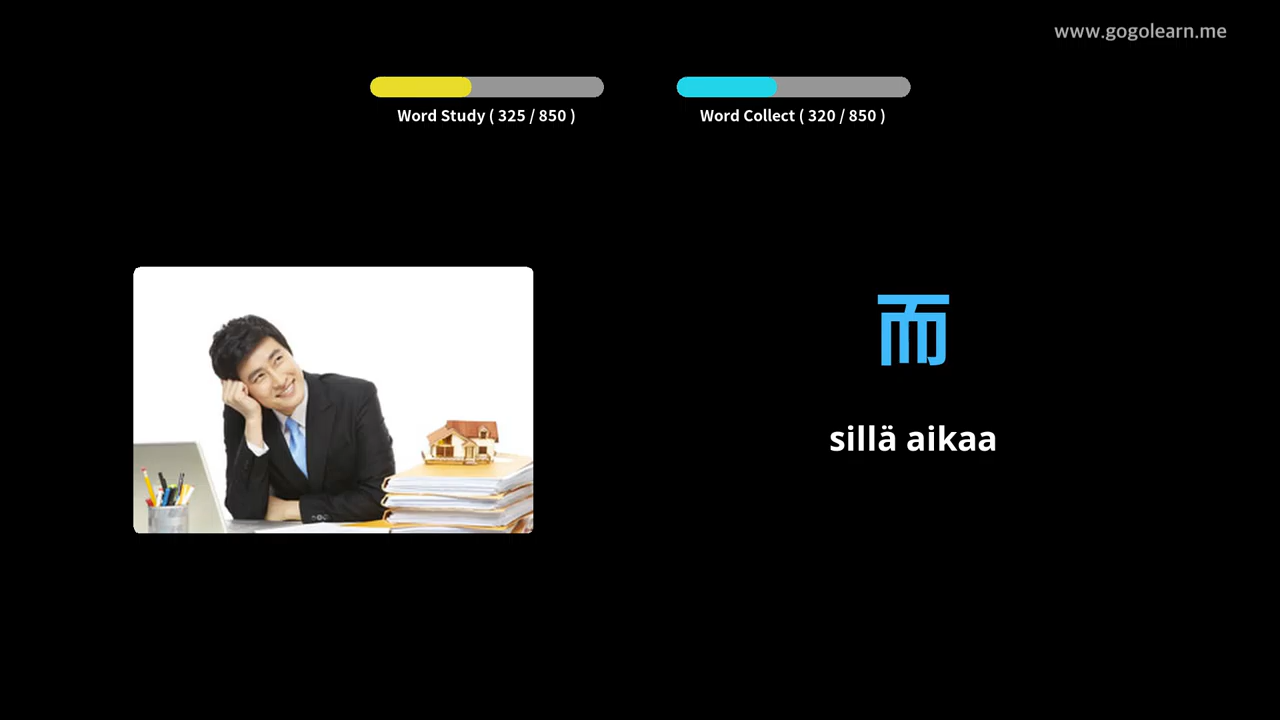 www.gogolearn.me
Word Study ( 325 / 850 )
Word Collect ( 320 / 850 )
而
sillä aikaa